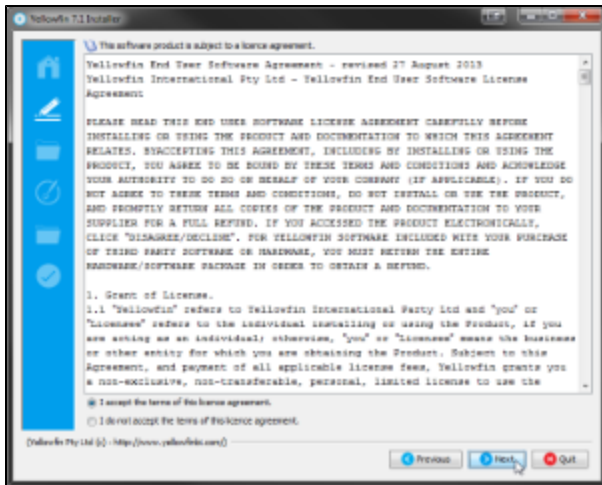 Yellowfin 7.1 Installer
This software product is subject to a licence agreement.
Yellowfin End User Software Agreement - revised 27 August 2013
Yellowfin International Pty Ltd - Yellowfin End User Software License
Agreement
PLEASE READ THIS END USER SOFTWARE LICENSE AGREEMENT CAREFULLY BEFORE
INSTALLING OR USING THE PRODUCT AND DOCUMENTATION TO WHICH THIS AGREEMENT
RELATES. BYACCEPTING THIS AGREEMENT, INCLUDING BY INSTALLING OR USING THE
PRODUCT, YOU AGREE TO BE BOUND BY THESE TERMS AND CONDITIONS AND ACKNOWLEDGE
YOUR AUTHORITY TO DO SO ON BEHALF OF YOUR COMPANY (IF APPLICABLE). IF YOU DO
NOT AGREE TO THESE TERMS AND CONDITIONS, DO NOT INSTALL OR USE THE PRODUCT,
AND PROMPTLY RETURN ALL COPIES OF THE PRODUCT AND DOCUMENTATION TO YOUR
SUPPLIER FOR A FULL REFUND. IF YOU ACCESSED THE PRODUCT ELECTRONICALLY,
CLICK "DISAGREE/DECLINE". FOR YELLOWFIN SOFTWARE INCLUDED WITH YOUR PURCHASE
OF THIRD PARTY SOFTWARE OR HARDWARE, YOU MUST RETURN THE ENTIRE
HARDWARE/SOFTWARE PACKAGE IN ORDER TO OBTAIN A REFUND.
1. Grant of License.
1.1 "Yellowfin" refers to Yellowfin International Party Ltd and "you" or
"Licensee" refers to the individual installing or using the Product, if you
are acting as an individual; otherwise, "you" or "Licensee" means the business
or other entity for which you are obtaining the Product. Subject to this
Agreement, and payment of all applicable license fees, Yellowfin grants you
a non-exclusive, non-transferable, personal, limited license to use the
I accept the terms of this licence agreement.
I do not accept the terms of this licence agreement.
(Yellowfin Pty Ltd (c) - http://www.yellowfinbi.com/)
Previous Next Quit